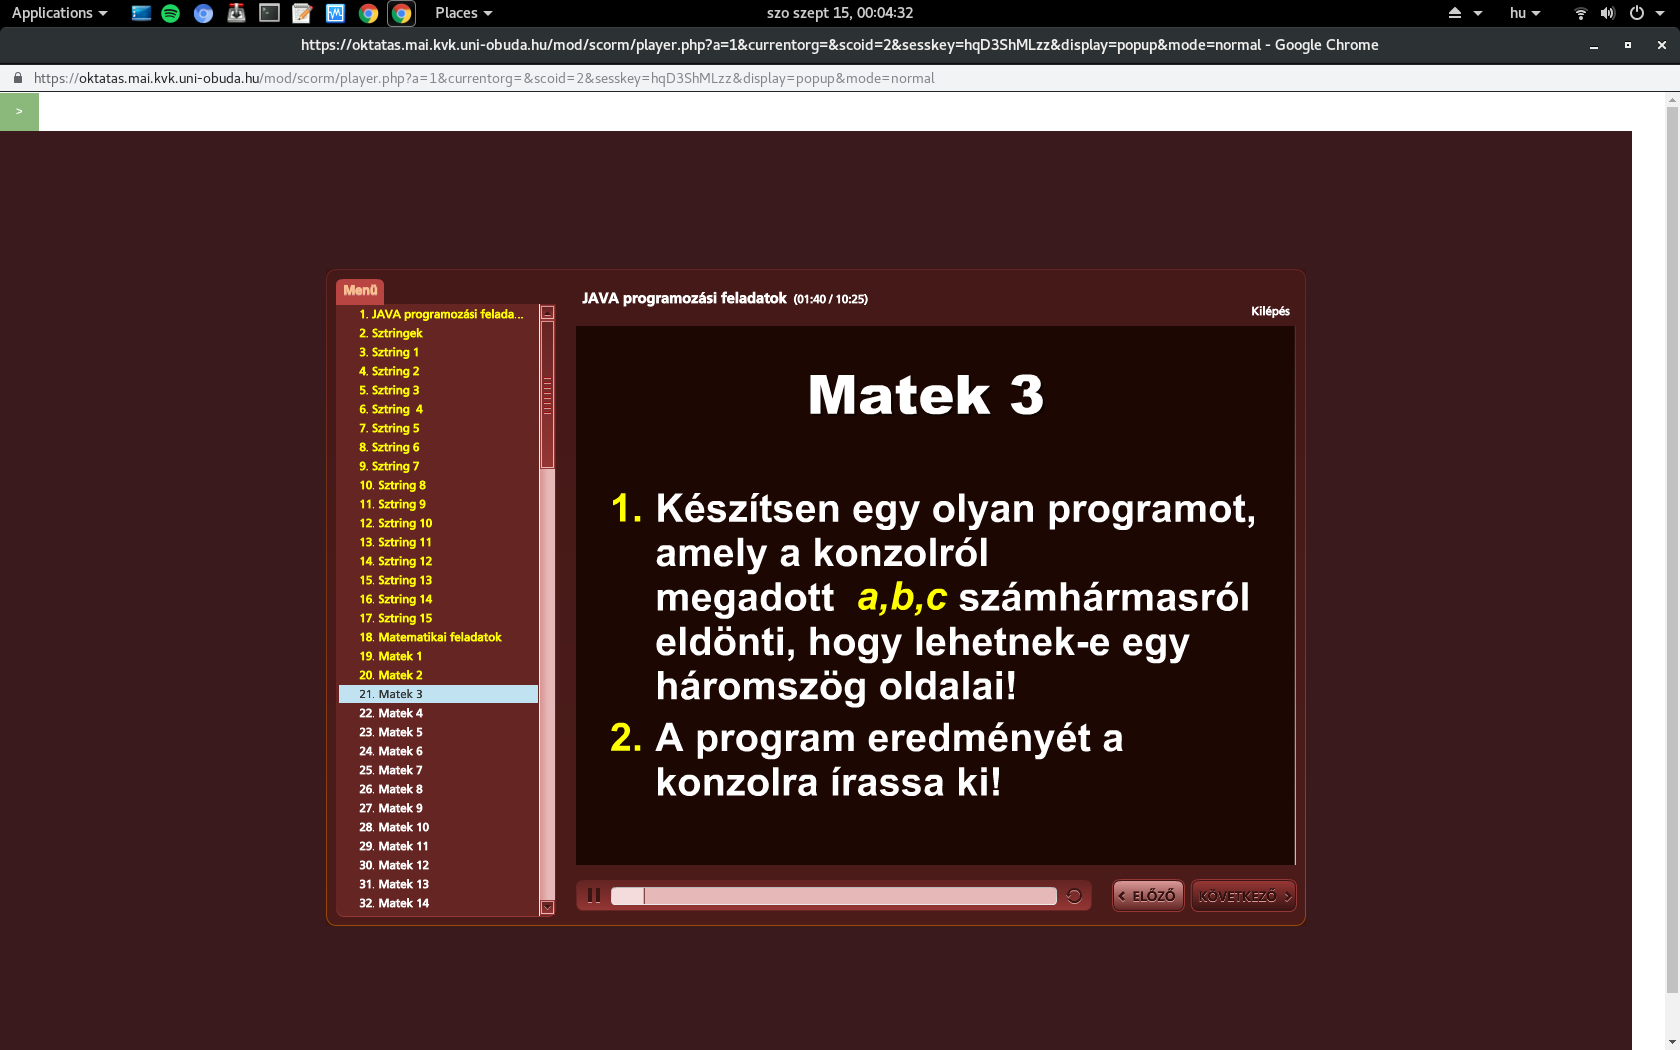 Applications
Places
szo szept 15, 00:04:32
hu
https://oktatas.mai.kvk.uni-obuda.hu/mod/scorm/player.php?a=1&currentorg=&scoid=2&sesskey=hqD3ShMLzz&display=popup&mode=normal - Google Chrome
https://oktatas.mai.kvk.uni-obuda.hu/mod/scorm/player.php?a=1&currentorg=&scoid=2&sesskey=hqD3ShMLzz&display=popup&mode=normal
>
Menü
1. JAVA programozási felada...
2. Sztringek
3. Sztring 1
4. Sztring 2
5. Sztring 3
6. Sztring 4
7. Sztring 5
8. Sztring 6
9. Sztring 7
10. Sztring 8
11. Sztring 9
12. Sztring 10
13. Sztring 11
14. Sztring 12
15. Sztring 13
16. Sztring 14
17. Sztring 15
18. Matematikai feladatok
19. Matek 1
20. Matek 2
21. Matek 3
22. Matek 4
23. Matek 5
24. Matek 6
25. Matek 7
26. Matek 8
27. Matek 9
28. Matek 10
29. Matek 11
30. Matek 12
31. Matek 13
32. Matek 14
JAVA programozási feladatok (01:40 / 10:25)
Kilépés
Matek 3
1. Készítsen egy olyan programot,
amely a konzolról
megadott a,b,c számhármasról
eldönti, hogy lehetnek-e egy
háromszög oldalai!
2. A program eredményét a
konzolra írassa ki!
< ELŐZŐ
KÖVETKEZŐ >